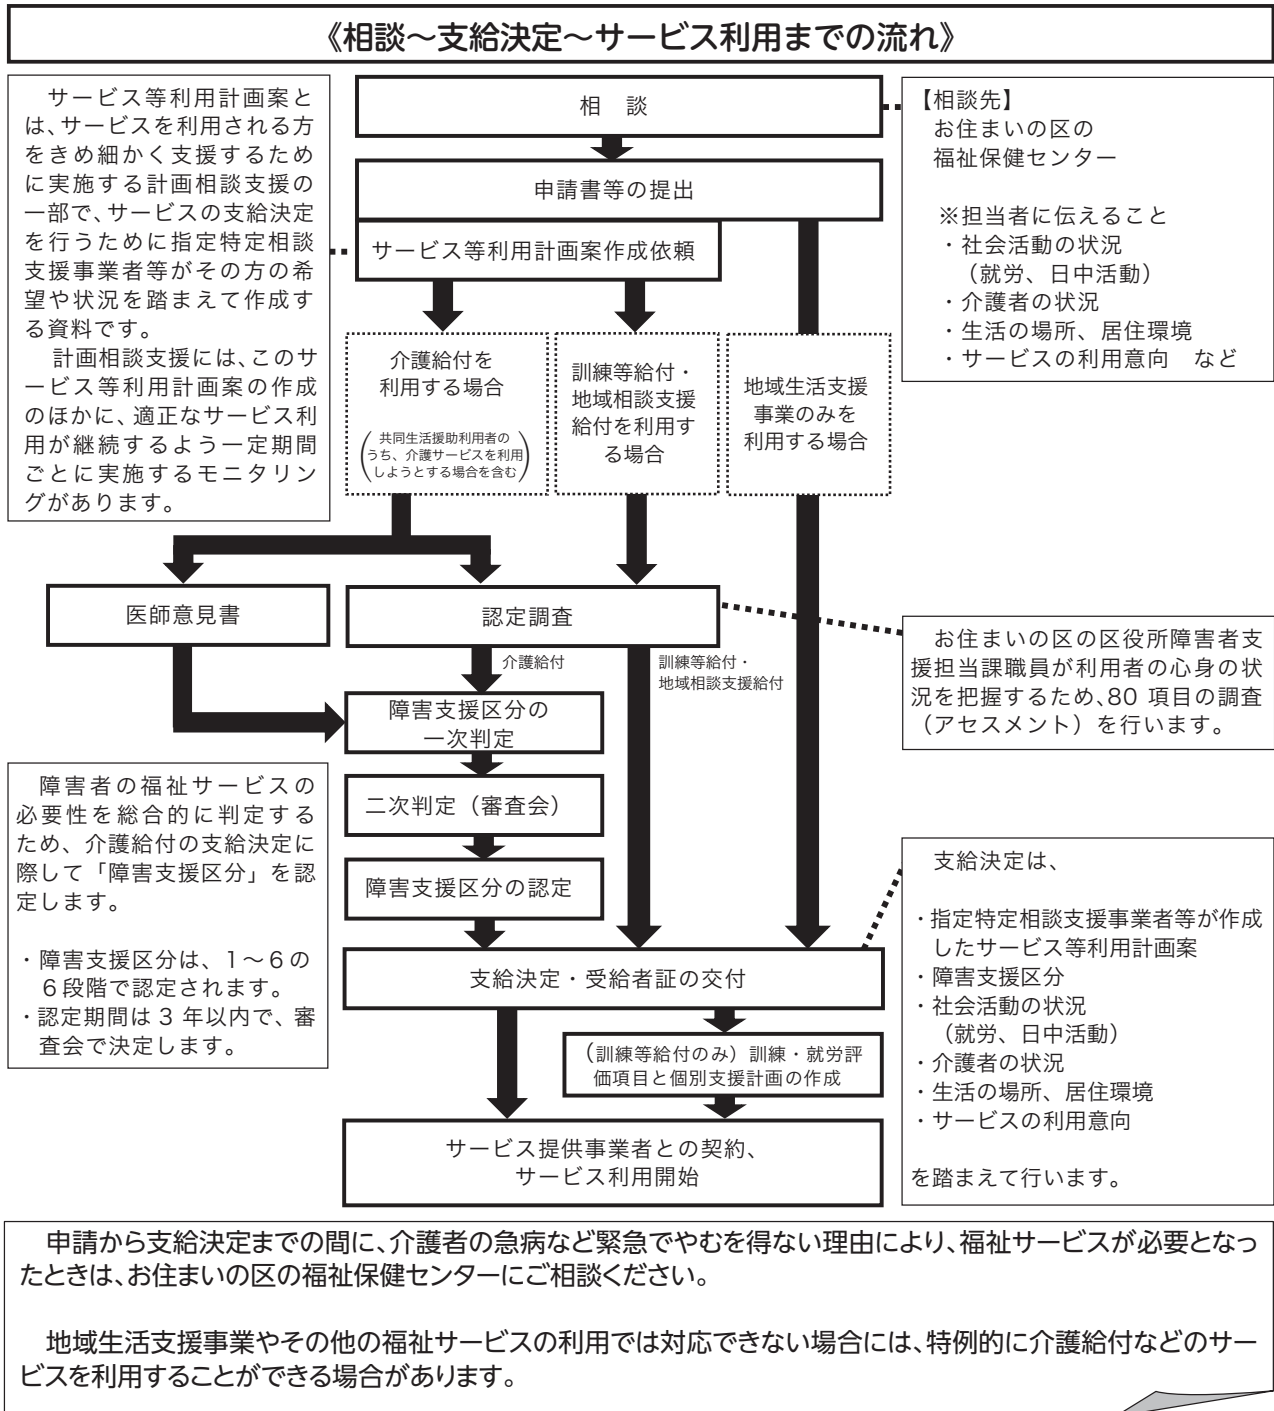 《相談～支給決定～サービス利用までの流れ》
サービス等利用計画案と
は、サービスを利用される方
をきめ細かく支援するため
に実施する計画相談支援の
一部で、サービスの支給決定
を行うために指定特定相談
支援事業者等がその方の希
望や状況を踏まえて作成す
る資料です。
計画相談支援には、このサ
ービス等利用計画案の作成
のほかに、適正なサービス利
用が継続するよう一定期間
ごとに実施するモニタリン
グがあります。
相　談
【相談先】
お住まいの区の
福祉保健センター
※担当者に伝えること
・社会活動の状況
（就労、日中活動）
・介護者の状況
・生活の場所、居住環境
・サービスの利用意向　など
申請書等の提出
サービス等利用計画案作成依頼
介護給付を
利用する場合
（共同生活援助利用者の
うち、介護サービスを利用
しようとする場合を含む）
訓練等給付・
地域相談支援
給付を利用す
る場合
地域生活支援
事業のみを
利用する場合
医師意見書
認定調査
お住まいの区の区役所障害者支
援担当課職員が利用者の心身の状
況を把握するため、80 項目の調査
（アセスメント）を行います。
介護給付
訓練等給付・
地域相談支援給付
障害支援区分の
一次判定
二次判定（審査会）
障害支援区分の認定
障害者の福祉サービスの
必要性を総合的に判定する
ため、介護給付の支給決定に
際して「障害支援区分」を認
定します。
・障害支援区分は、1～6の
6段階で認定されます。
・認定期間は 3 年以内で、審
査会で決定します。
支給決定・受給者証の交付
（訓練等給付のみ）訓練・就労評
価項目と個別支援計画の作成
サービス提供事業者との契約、
サービス利用開始
支給決定は、
・指定特定相談支援事業者等が作成
したサービス等利用計画案
・障害支援区分
・社会活動の状況
（就労、日中活動）
・介護者の状況
・生活の場所、居住環境
・サービスの利用意向
を踏まえて行います。
申請から支給決定までの間に、介護者の急病など緊急でやむを得ない理由により、福祉サービスが必要となっ
たときは、お住まいの区の福祉保健センターにご相談ください。
地域生活支援事業やその他の福祉サービスの利用では対応できない場合には、特例的に介護給付などのサー
ビスを利用することができる場合があります。